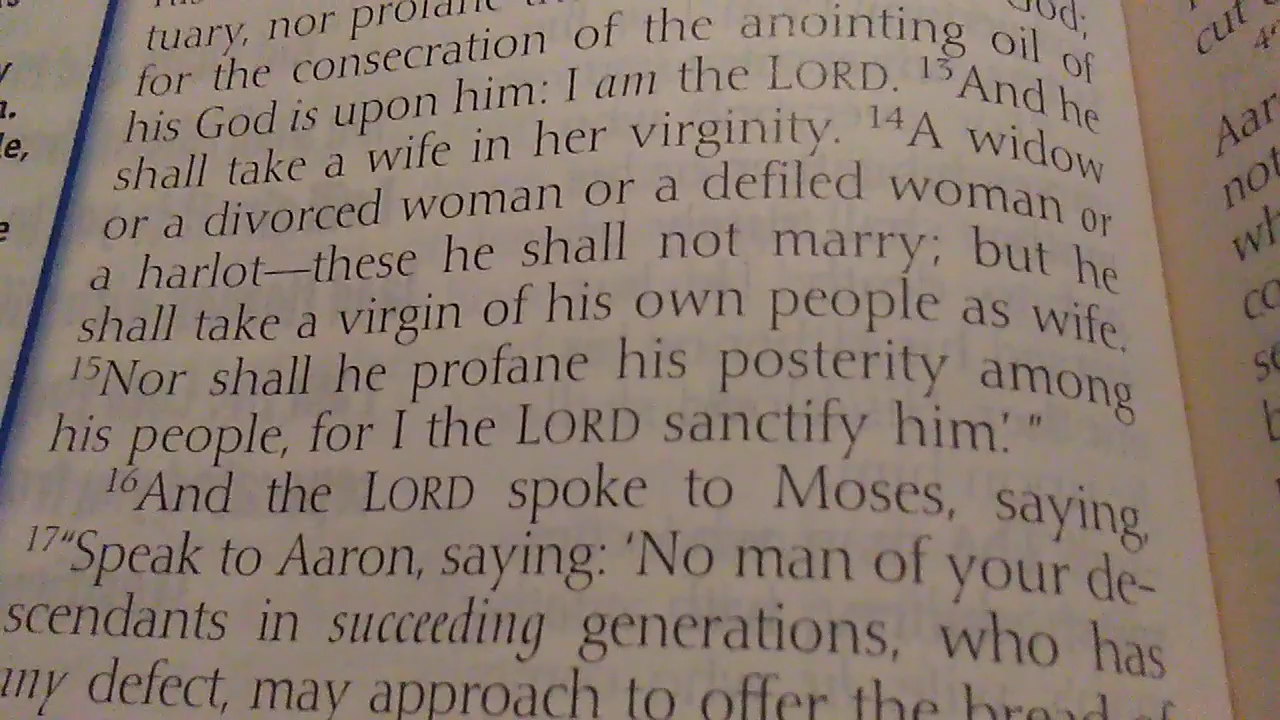 tuary, nor
God;
for the consecration of the anointing oil of
his God is upon him: I am the LORD. ¹³And he
shall take a wife in her virginity. ¹⁴A widow
or a divorced woman or a defiled woman or
a harlot—these he shall not marry; but he
shall take a virgin of his own people as wife.
¹⁵Nor shall he profane his posterity among
his people, for I the LORD sanctify him.' "
¹⁶And the LORD spoke to Moses, saying,
¹⁷"Speak to Aaron, saying: 'No man of your de-
scendants in succeeding generations, who has
any defect, may approach to offer the bread of
cut